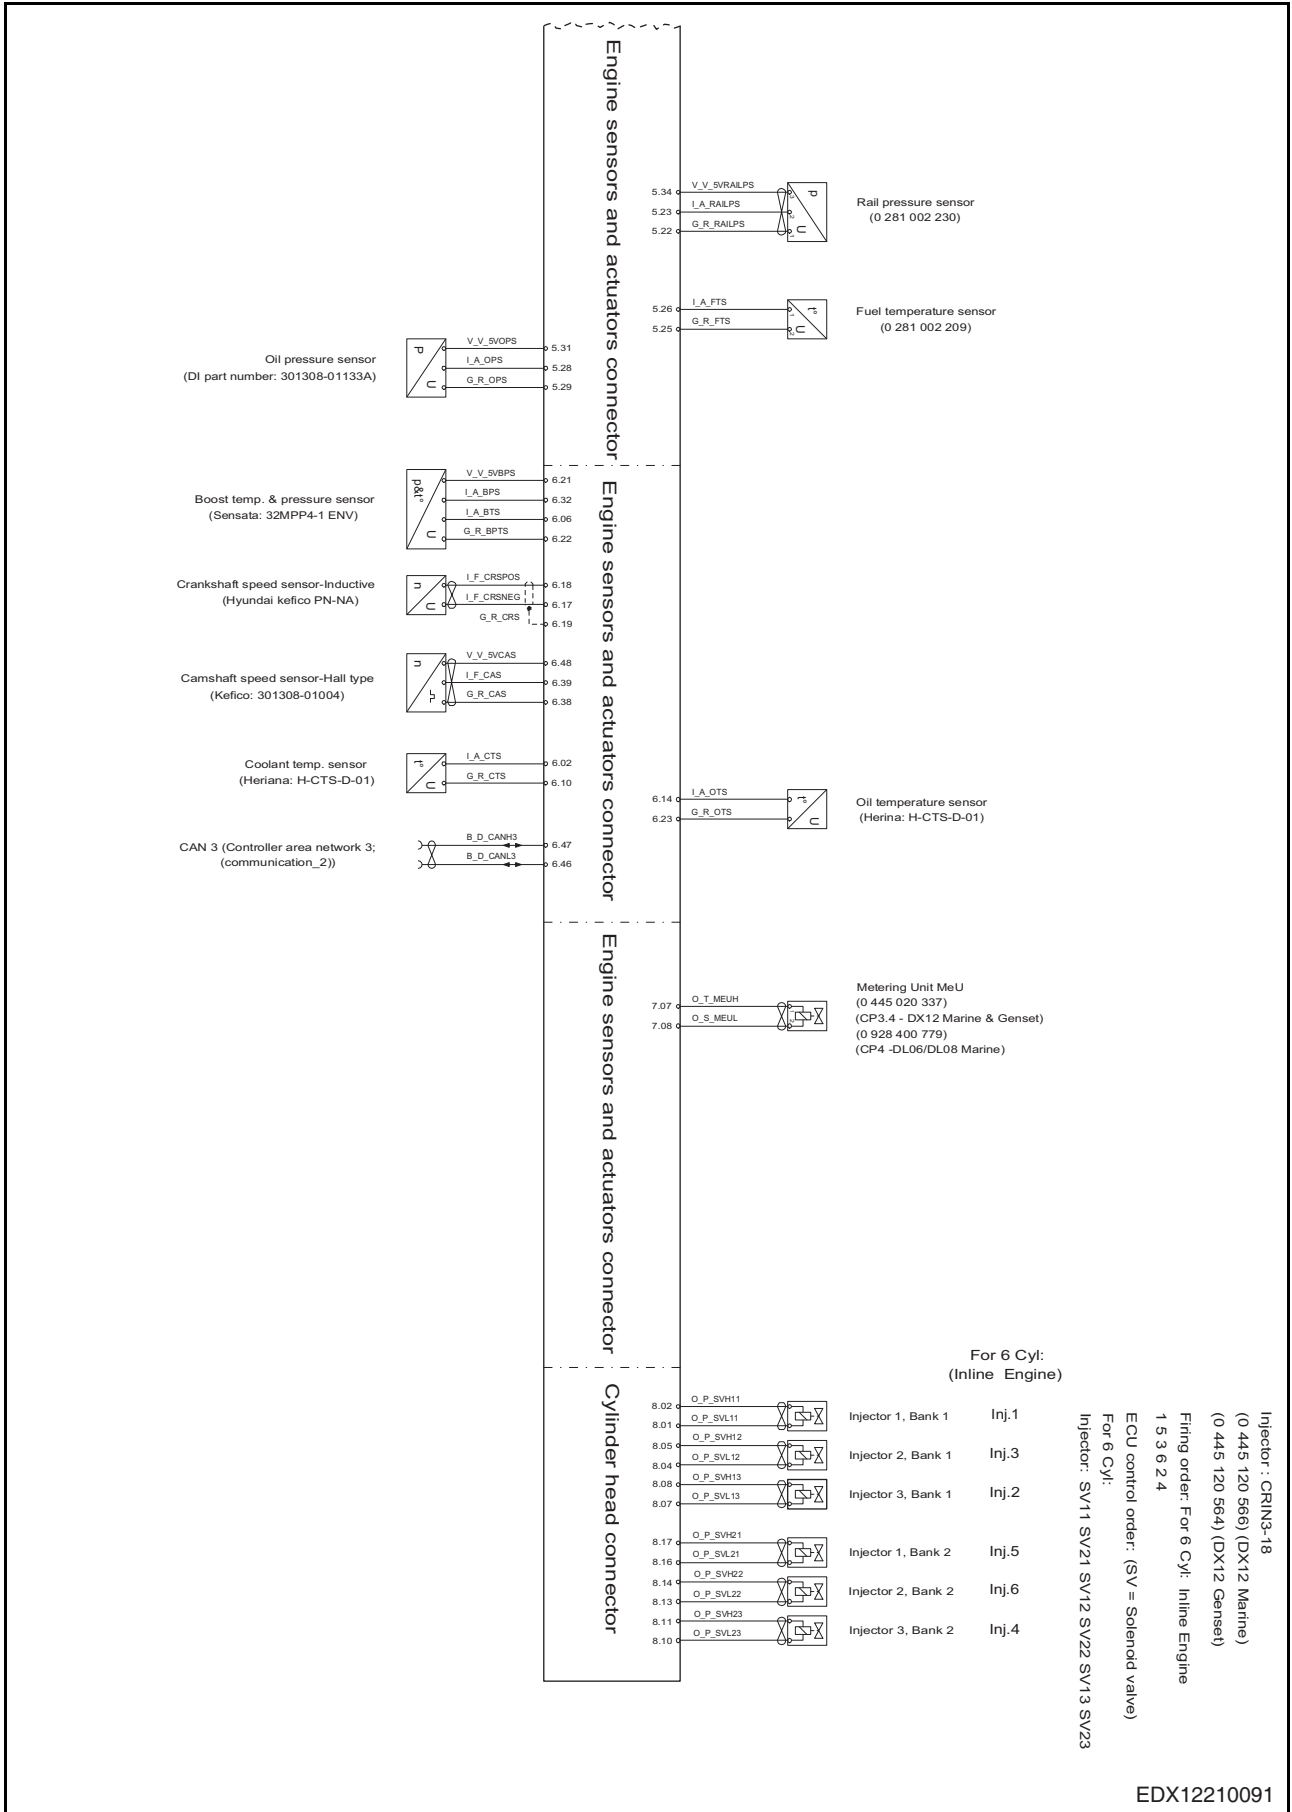 Engine sensors and actuators connector
5.34
V_V_5VRAILPS
5.23
I_A_RAILPS
5.22
G_R_RAILPS
p
U
3
2
1
Rail pressure sensor
(0 281 002 230)
5.26
I_A_FTS
5.25
G_R_FTS
t°
U
1
2
Fuel temperature sensor
(0 281 002 209)
Oil pressure sensor
(DI part number: 301308-01133A)
P
U
V_V_5VOPS
5.31
I_A_OPS
5.28
G_R_OPS
5.29
Engine sensors and actuators connector
Boost temp. & pressure sensor
(Sensata: 32MPP4-1 ENV)
p&t°
U
V_V_5VBPS
6.21
I_A_BPS
6.32
I_A_BTS
6.06
G_R_BPTS
6.22
Crankshaft speed sensor-Inductive
(Hyundai kefico PN-NA)
n
U
I_F_CRSPOS
6.18
I_F_CRSNEG
6.17
G_R_CRS
6.19
Camshaft speed sensor-Hall type
(Kefico: 301308-01004)
n
V_V_5VCAS
6.48
I_F_CAS
6.39
G_R_CAS
6.38
Coolant temp. sensor
(Heriana: H-CTS-D-01)
t°
U
I_A_CTS
6.02
G_R_CTS
6.10
6.14
I_A_OTS
6.23
G_R_OTS
t°
U
Oil temperature sensor
(Herina: H-CTS-D-01)
CAN 3 (Controller area network 3;
(communication_2))
B_D_CANH3
6.47
B_D_CANL3
6.46
Engine sensors and actuators connector
7.07
O_T_MEUH
7.08
O_S_MEUL
1
2
Metering Unit MeU
(0 445 020 337)
(CP3.4 - DX12 Marine & Genset)
(0 928 400 779)
(CP4 -DL06/DL08 Marine)
For 6 Cyl:
(Inline Engine)
Cylinder head connector
8.02
O_P_SVH11
8.01
O_P_SVL11
Injector 1, Bank 1
Inj.1
8.05
O_P_SVH12
8.04
O_P_SVL12
Injector 2, Bank 1
Inj.3
8.08
O_P_SVH13
8.07
O_P_SVL13
Injector 3, Bank 1
Inj.2
8.17
O_P_SVH21
8.16
O_P_SVL21
Injector 1, Bank 2
Inj.5
8.14
O_P_SVH22
8.13
O_P_SVL22
Injector 2, Bank 2
Inj.6
8.11
O_P_SVH23
8.10
O_P_SVL23
Injector 3, Bank 2
Inj.4
Injector : CRIN3-18
(0 445 120 566) (DX12 Marine)
(0 445 120 564) (DX12 Genset)
Firing order: For 6 Cyl: Inline Engine
1 5 3 6 2 4
ECU control order: (SV = Solenoid valve)
For 6 Cyl:
Injector: SV11 SV21 SV12 SV22 SV13 SV23
EDX12210091